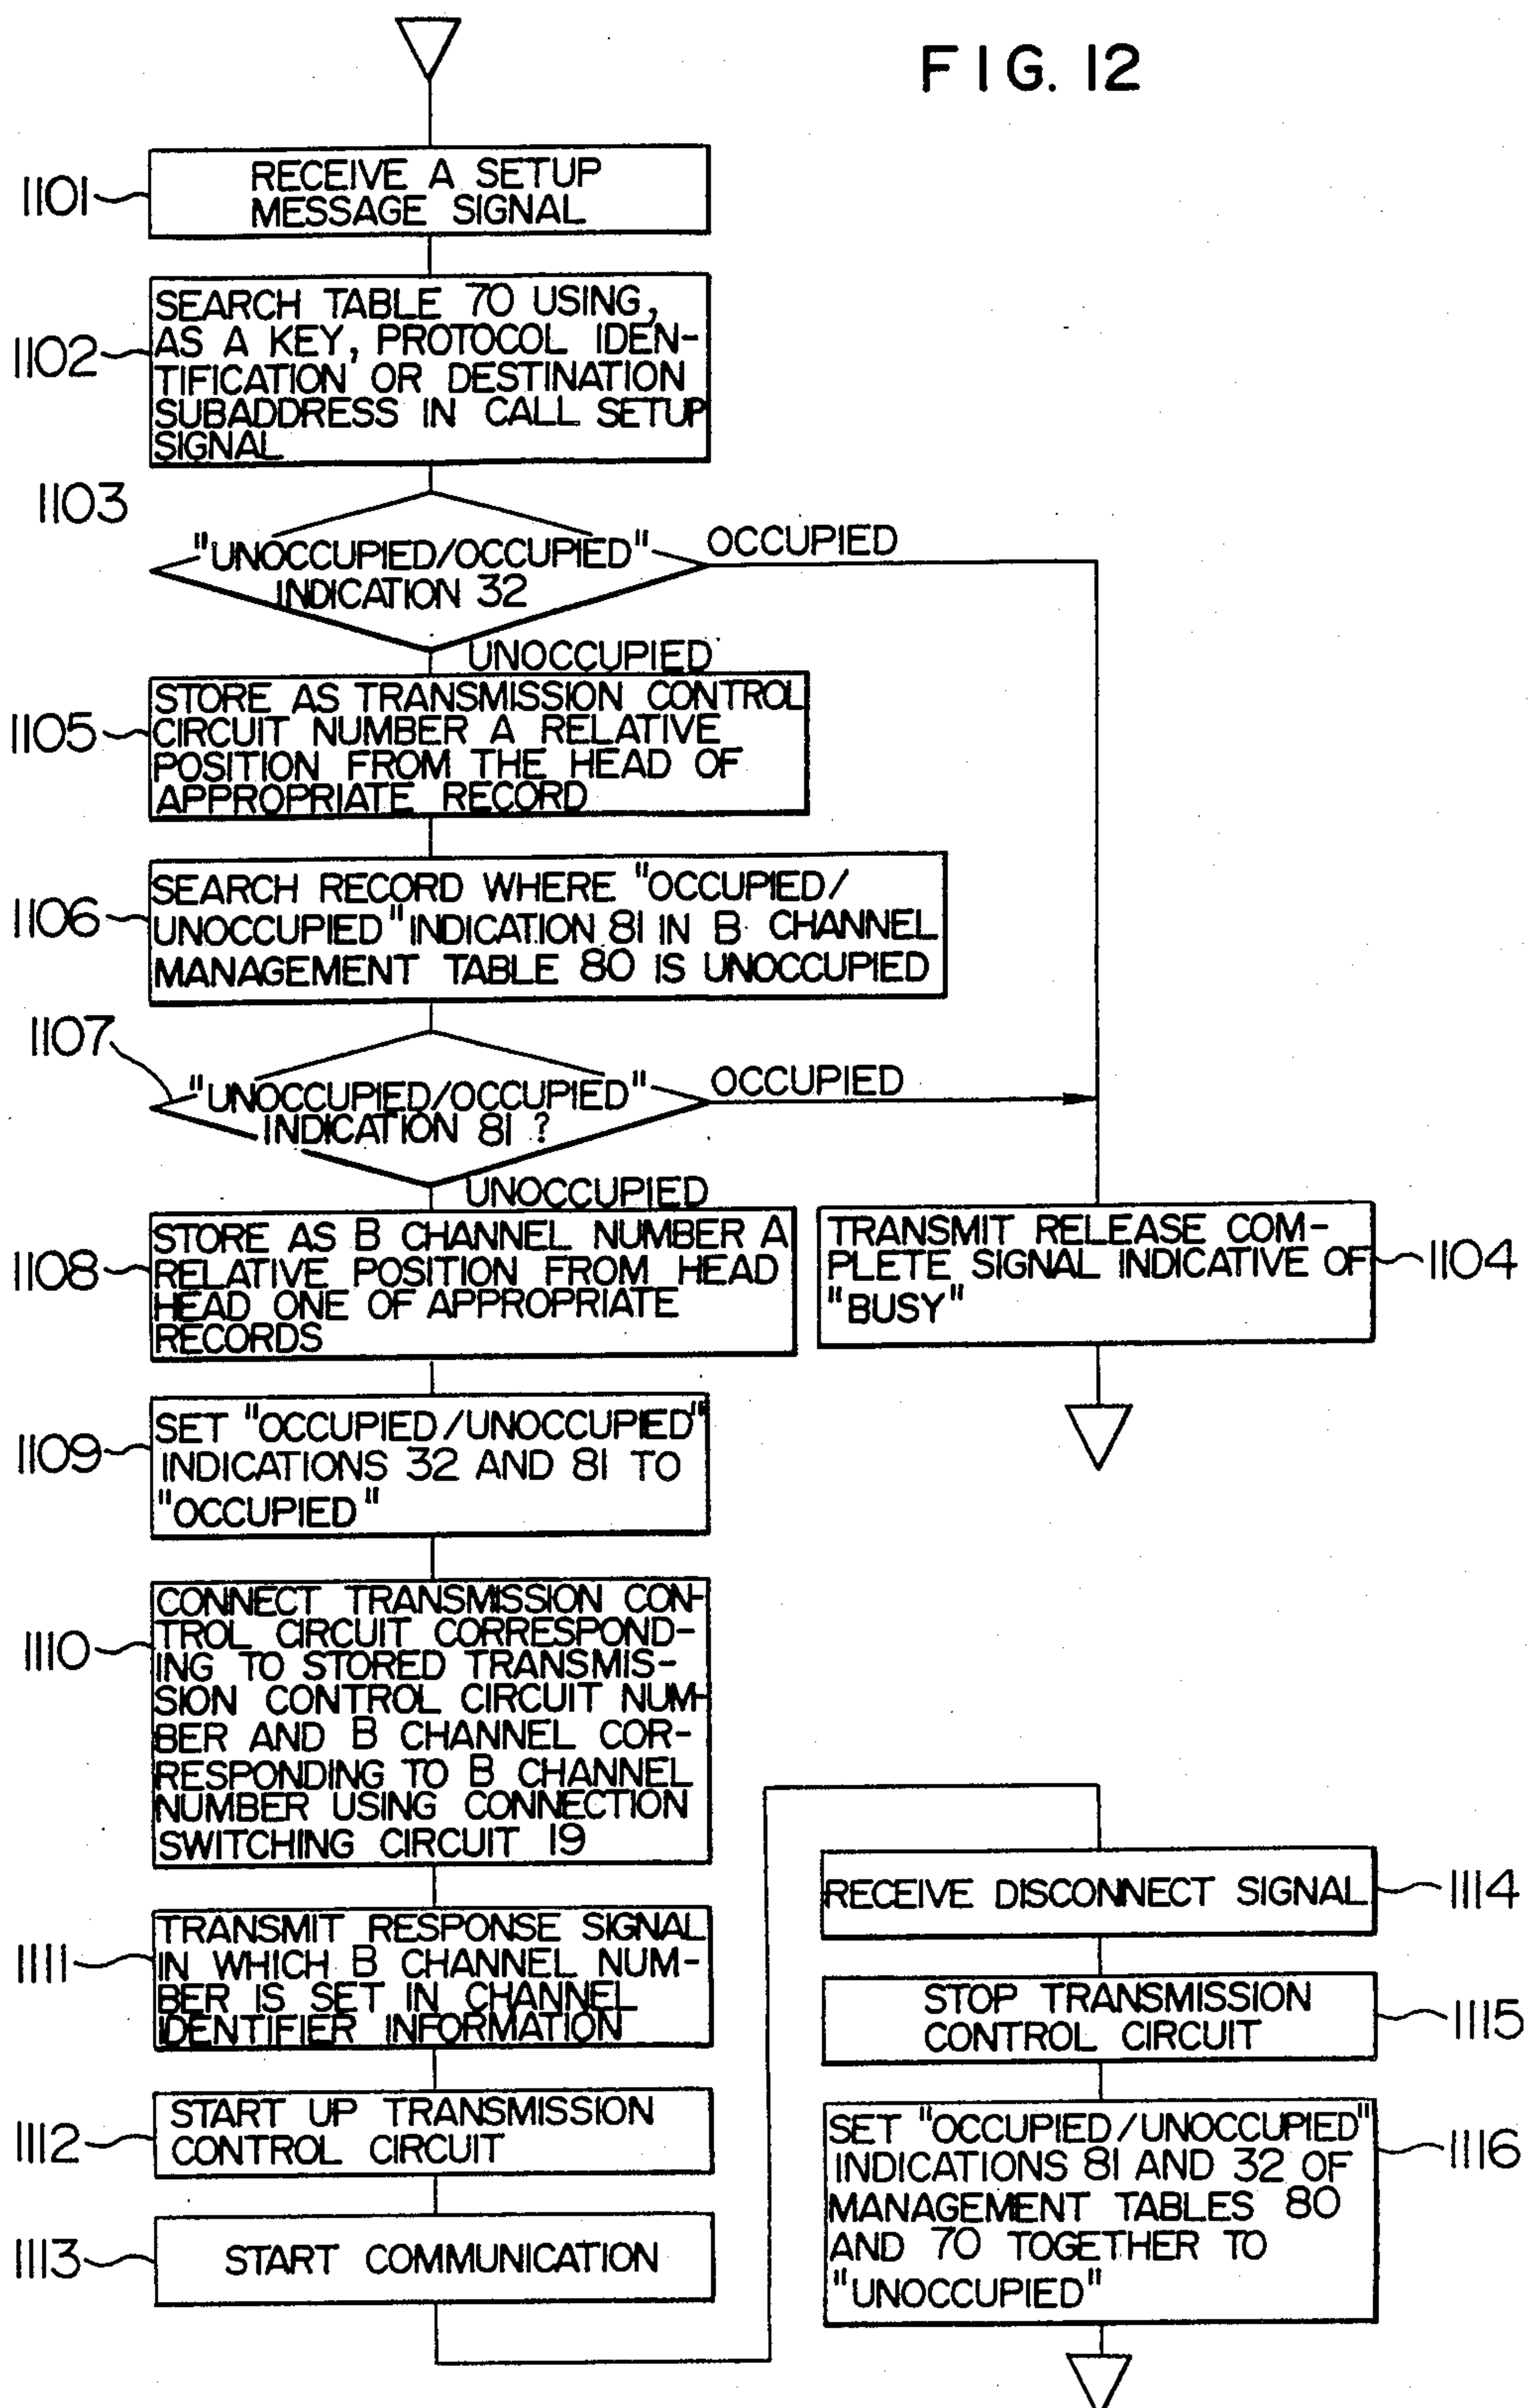 FIG. 12
1101
RECEIVE A SETUP
MESSAGE SIGNAL
1102
SEARCH TABLE 70 USING,
AS A KEY, PROTOCOL IDEN-
TIFICATION OR DESTINATION
SUBADDRESS IN CALL SETUP
SIGNAL
1103
"UNOCCUPIED/OCCUPIED"
INDICATION 32
OCCUPIED
UNOCCUPIED
1105
STORE AS TRANSMISSION CONTROL
CIRCUIT NUMBER A RELATIVE
POSITION FROM THE HEAD OF
APPROPRIATE RECORD
1106
SEARCH RECORD WHERE "OCCUPIED/
UNOCCUPIED" INDICATION 81 IN B CHANNEL
MANAGEMENT TABLE 80 IS UNOCCUPIED
1107
"UNOCCUPIED/OCCUPIED"
INDICATION 81 ?
OCCUPIED
UNOCCUPIED
1108
STORE AS B CHANNEL NUMBER A
RELATIVE POSITION FROM HEAD
HEAD ONE OF APPROPRIATE
RECORDS
TRANSMIT RELEASE COM-
PLETE SIGNAL INDICATIVE OF
"BUSY"
1104
1109
SET "OCCUPIED/UNOCCUPIED"
INDICATIONS 32 AND 81 TO
"OCCUPIED"
1110
CONNECT TRANSMISSION CON-
TROL CIRCUIT CORRESPOND-
ING TO STORED TRANSMIS-
SION CONTROL CIRCUIT NUM-
BER AND B CHANNEL COR-
RESPONDING TO B CHANNEL
NUMBER USING CONNECTION
SWITCHING CIRCUIT 19
1111
TRANSMIT RESPONSE SIGNAL
IN WHICH B CHANNEL NUM-
BER IS SET IN CHANNEL
IDENTIFIER INFORMATION
1112
START UP TRANSMISSION
CONTROL CIRCUIT
1113
START COMMUNICATION
RECEIVE DISCONNECT SIGNAL
1114
STOP TRANSMISSION
CONTROL CIRCUIT
1115
SET "OCCUPIED/UNOCCUPIED"
INDICATIONS 81 AND 32 OF
MANAGEMENT TABLES 80
AND 70 TOGETHER TO
"UNOCCUPIED"
1116